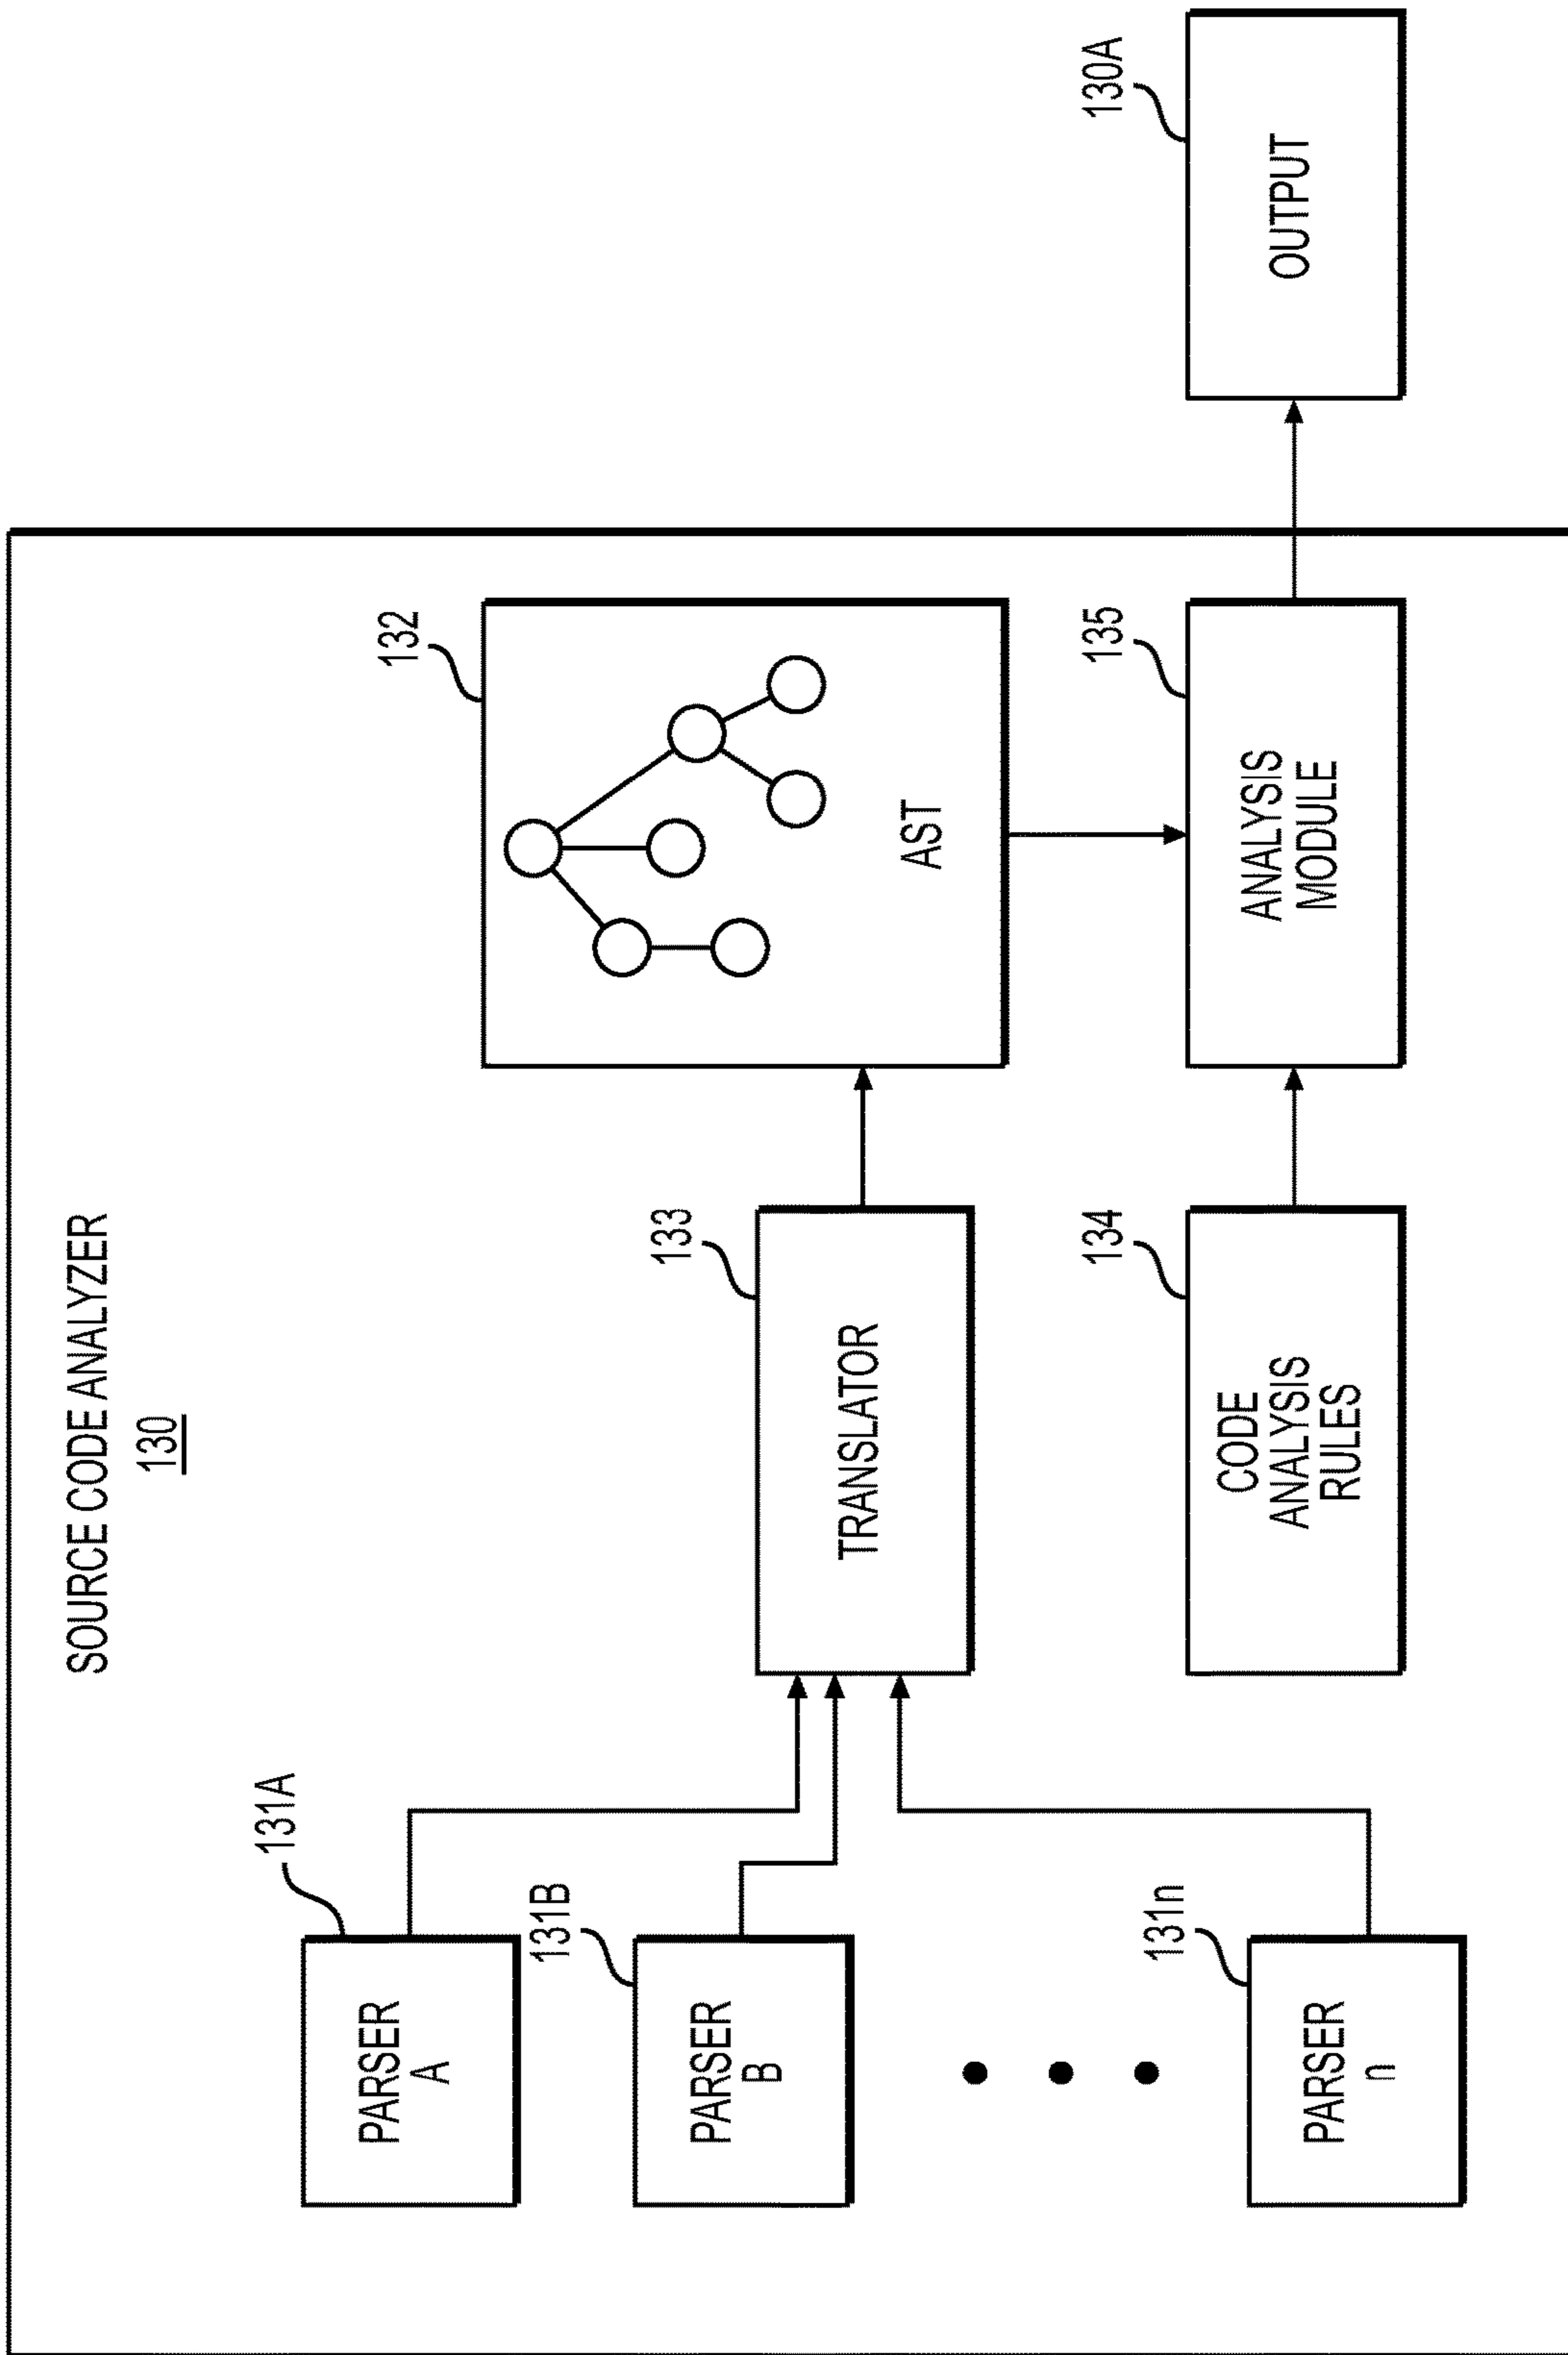 SOURCE CODE ANALYZER
130
131A
PARSER
A
131B
PARSER
B
131n
PARSER
n
133
TRANSLATOR
132
AST
134
CODE
ANALYSIS
RULES
135
ANALYSIS
MODULE
130A
OUTPUT